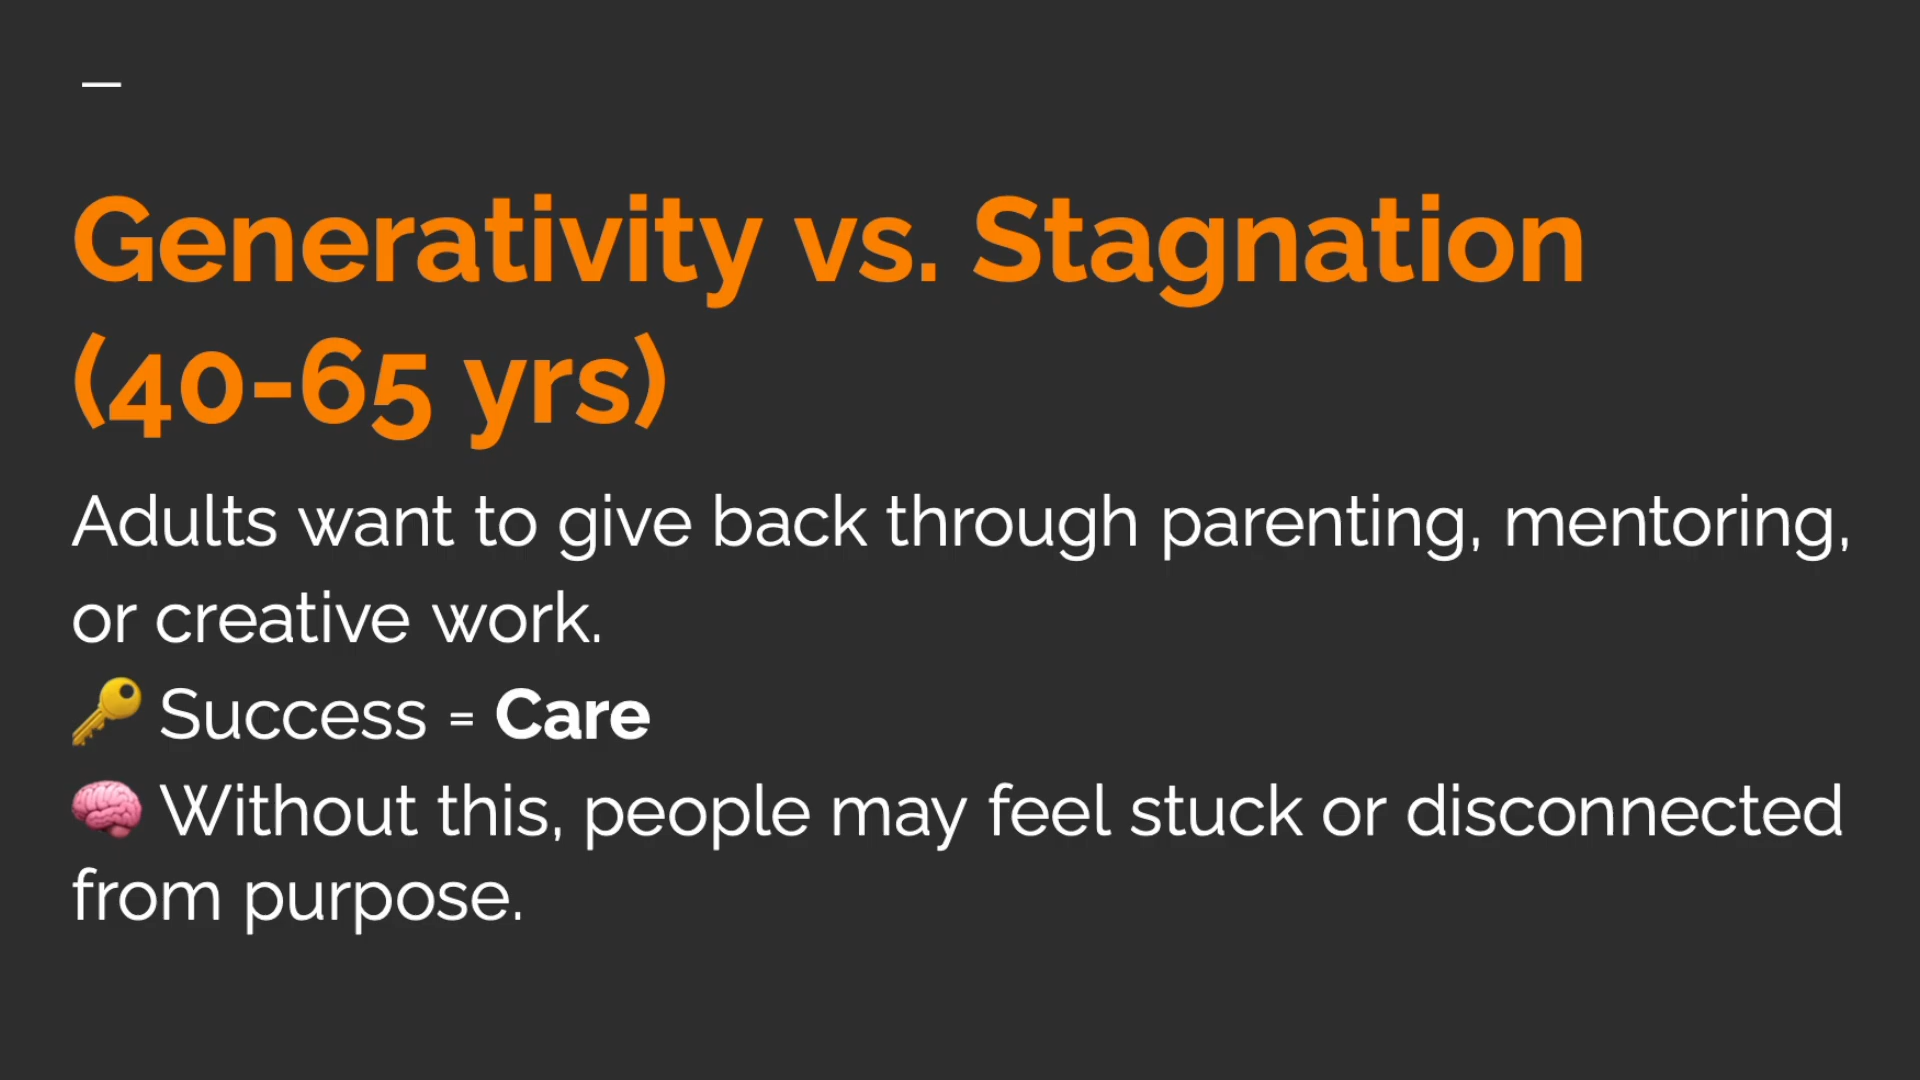 Generativity vs. Stagnation
(40-65 yrs)
Adults want to give back through parenting, mentoring,
or creative work.
🔑 Success = Care
🧠 Without this, people may feel stuck or disconnected
from purpose.